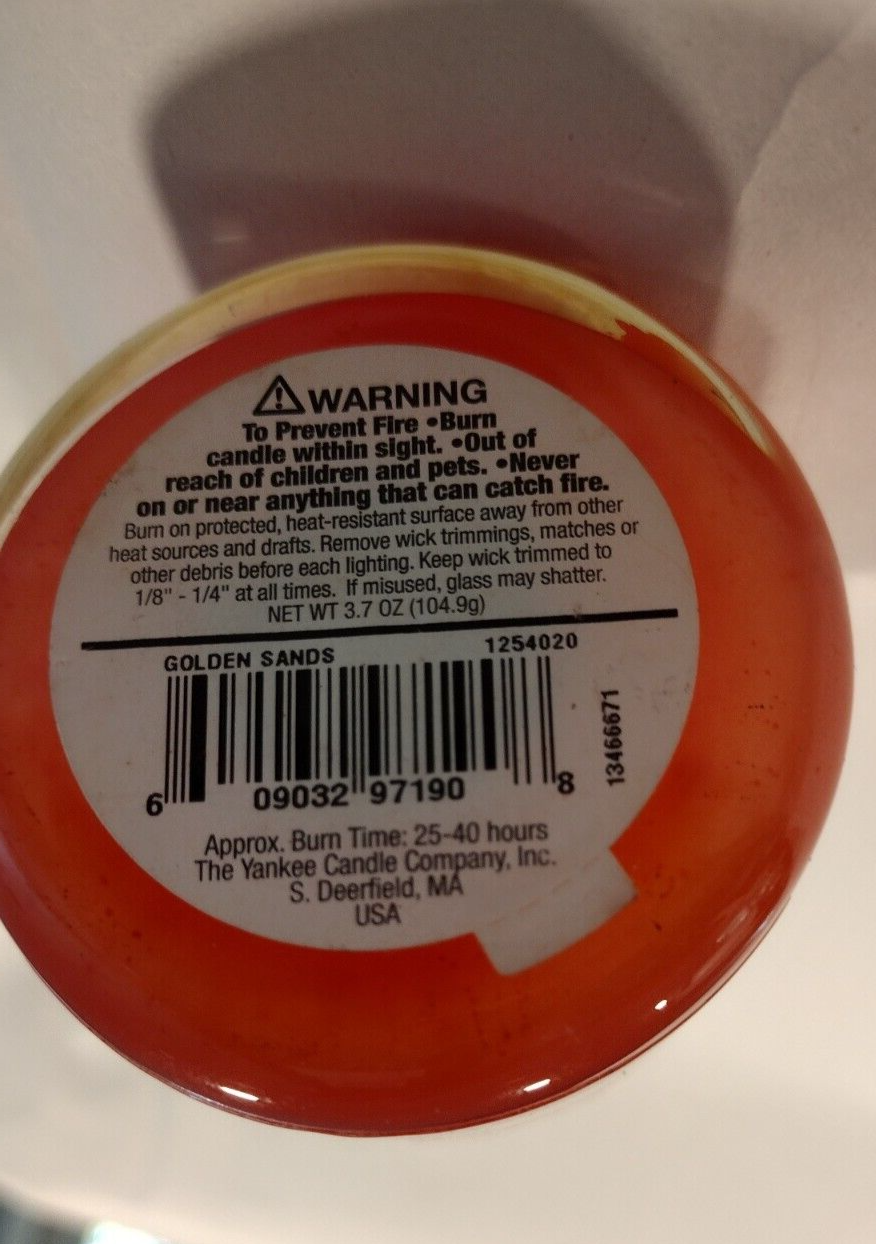 ⚠WARNING
To Prevent Fire •Burn
candle within sight. •Out of
reach of children and pets. •Never
on or near anything that can catch fire.
Burn on protected, heat-resistant surface away from other
heat sources and drafts. Remove wick trimmings, matches or
other debris before each lighting. Keep wick trimmed to
1/8" - 1/4" at all times. If misused, glass may shatter.
NET WT 3.7 OZ (104.9g)
GOLDEN SANDS 1254020
13466671
6 09032 97190 8
Approx. Burn Time: 25-40 hours
The Yankee Candle Company, Inc.
S. Deerfield, MA
USA